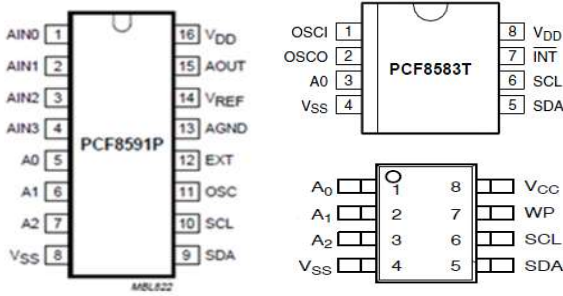 AIN0 1 16 VDD
AIN1 2 15 AOUT
AIN2 3 14 VREF
AIN3 4 13 AGND
PCF8591P
A0 5 12 EXT
A1 6 11 OSC
A2 7 10 SCL
VSS 8 9 SDA
MBL822
OSCI 1 8 VDD
OSCO 2 7 INT
PCF8583T
A0 3 6 SCL
VSS 4 5 SDA
A0 1 8 VCC
A1 2 7 WP
A2 3 6 SCL
VSS 4 5 SDA